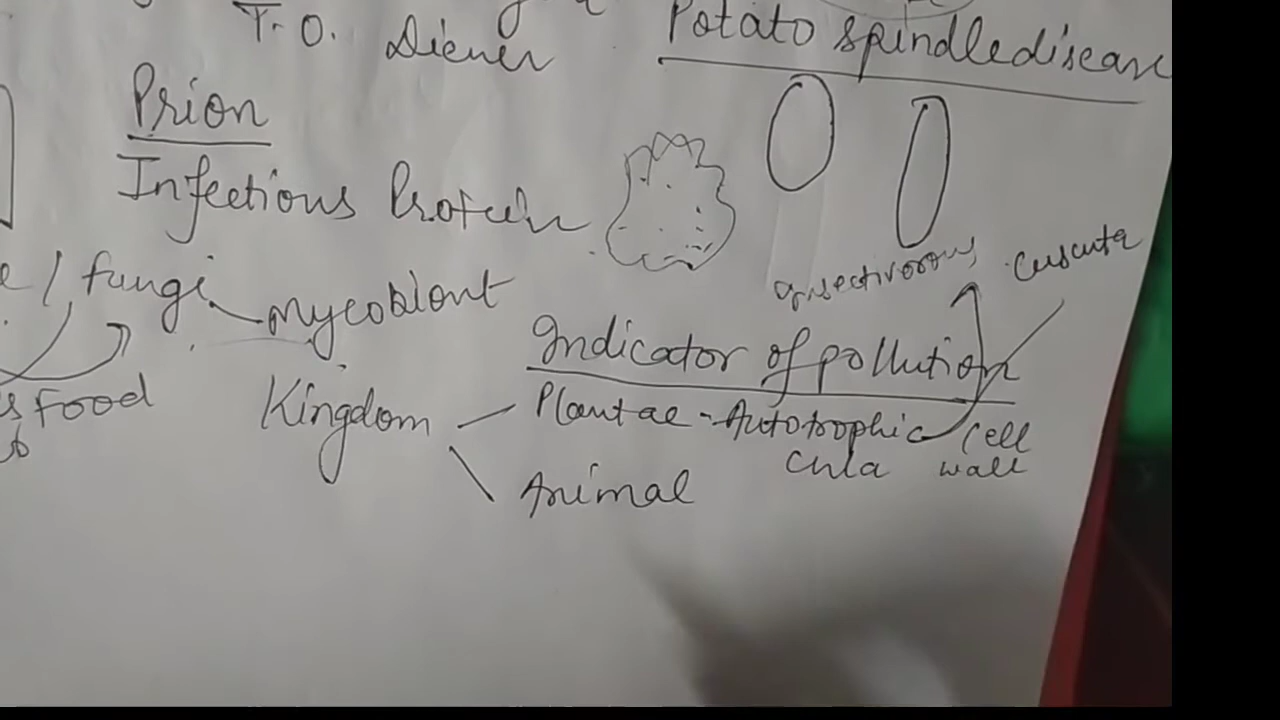 T. O. Diener
Potato spindle disease
Prion
Infectious Protein
insectivorous Cuscuta
e / fungi - mycobiont
Indicator of pollution
s Food
Kingdom - Plantae - Autotrophic Cell
Chla wall
Animal